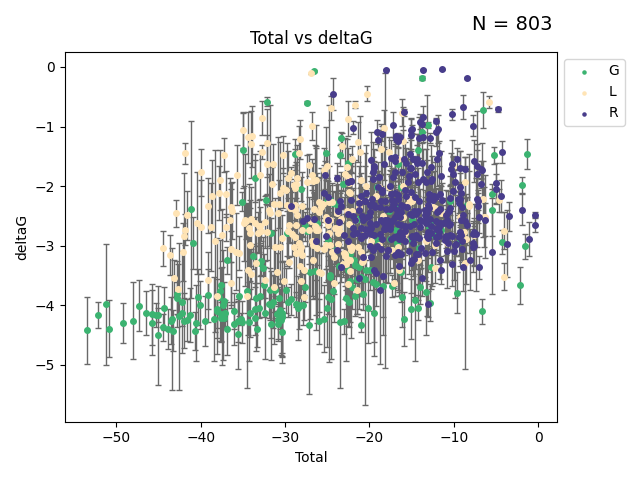 N = 803
Total vs deltaG
G
L
R
deltaG
0
−1
−2
−3
−4
−5
−50 −40 −30 −20 −10 0
Total